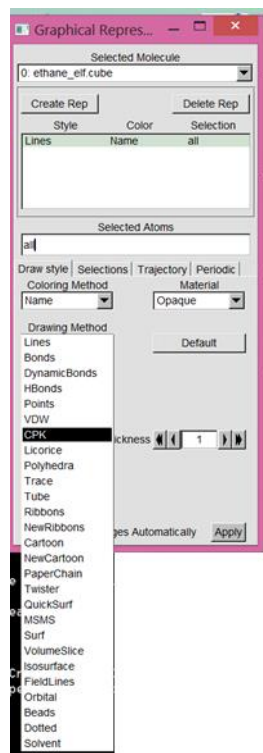 Graphical Repres...
Selected Molecule
0: ethane_elf.cube
Create Rep Delete Rep
Style Color Selection
Lines Name all
Selected Atoms
all
Draw style Selections Trajectory Periodic
Coloring Method Material
Name Opaque
Drawing Method
Default
Lines
Bonds
DynamicBonds
HBonds
Points
VDW
CPK
ickness 1
Licorice
Polyhedra
Trace
Tube
Ribbons
NewRibbons
Cartoon
ges Automatically Apply
NewCartoon
PaperChain
Twister
QuickSurf
MSMS
Surf
VolumeSlice
Isosurface
FieldLines
Orbital
Beads
Dotted
Solvent